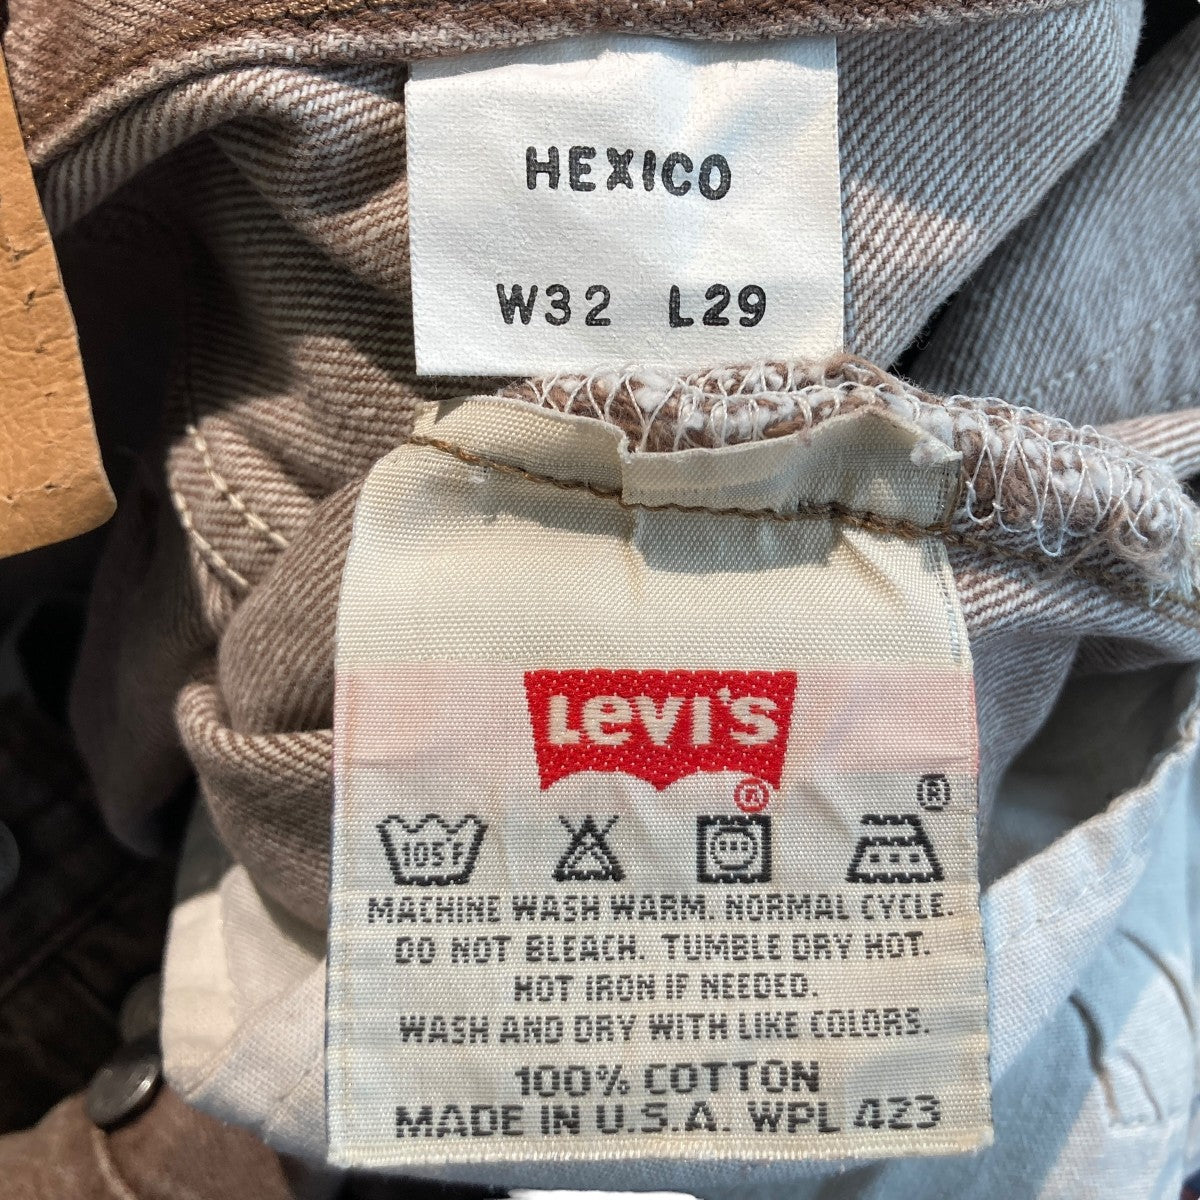 HEXICO
W32 L29
LEVI'S
®
®
105F
MACHINE WASH WARM. NORMAL CYCLE.
DO NOT BLEACH. TUMBLE DRY HOT.
HOT IRON IF NEEDED.
WASH AND DRY WITH LIKE COLORS.
100% COTTON
MADE IN U.S.A. WPL 423